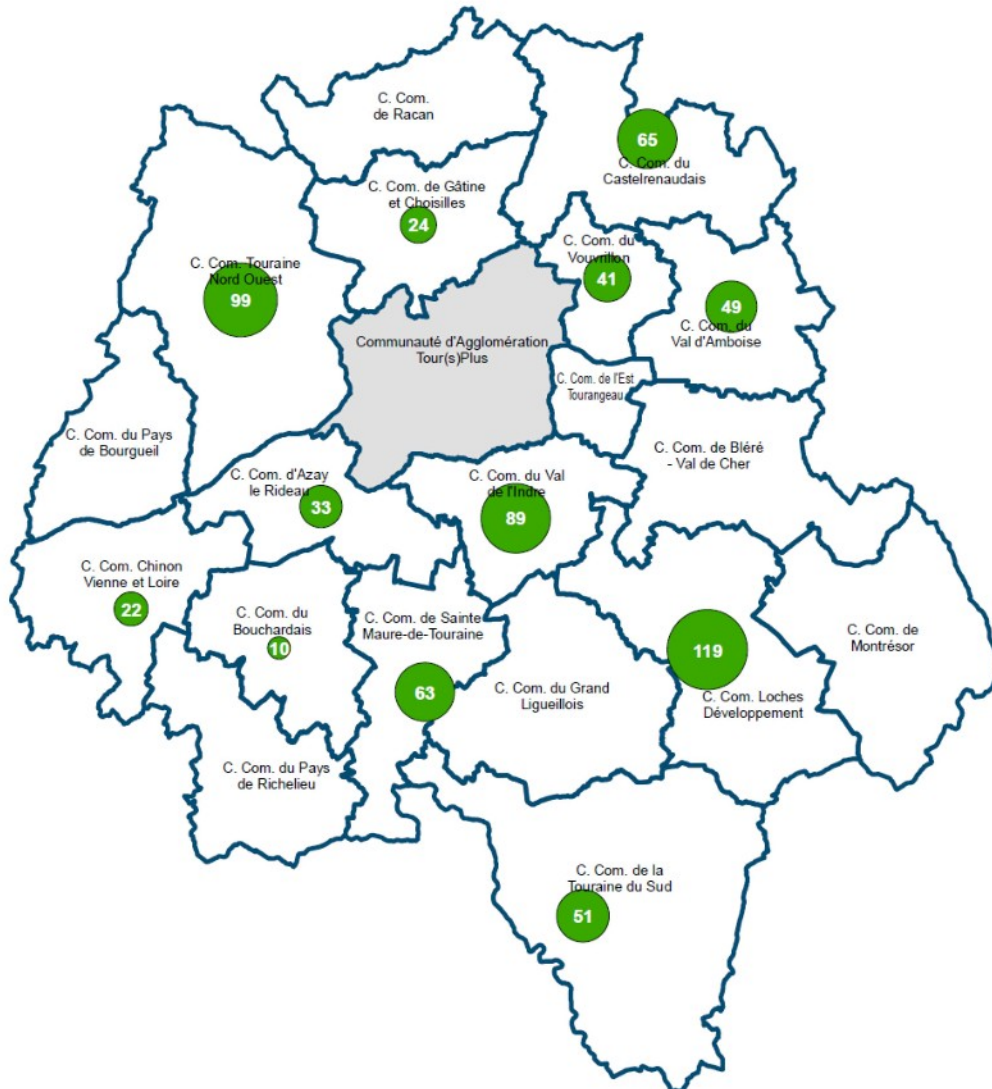 C. Com.
de Racan
65
C. Com. du
Castelrenaudais
C. Com. de Gâtine
et Choisilles
24
C. Com. du
Vouvrillon
41
C. Com. Touraine
Nord Ouest
99
49
C. Com. du
Val d'Amboise
Communauté d'Agglomération
Tour(s)Plus
C. Com. de l'Est
Tourangeau
C. Com. du Pays
de Bourgueil
C. Com. de Bléré
- Val de Cher
C. Com. d'Azay
le Rideau
33
C. Com. du Val
de l'Indre
89
C. Com. Chinon
Vienne et Loire
22
C. Com. du
Bouchardais
10
C. Com. de Sainte
Maure-de-Touraine
63
119
C. Com. Loches
Développement
C. Com. de
Montrésor
C. Com. du Grand
Ligueillois
C. Com. du Pays
de Richelieu
C. Com. de la
Touraine du Sud
51